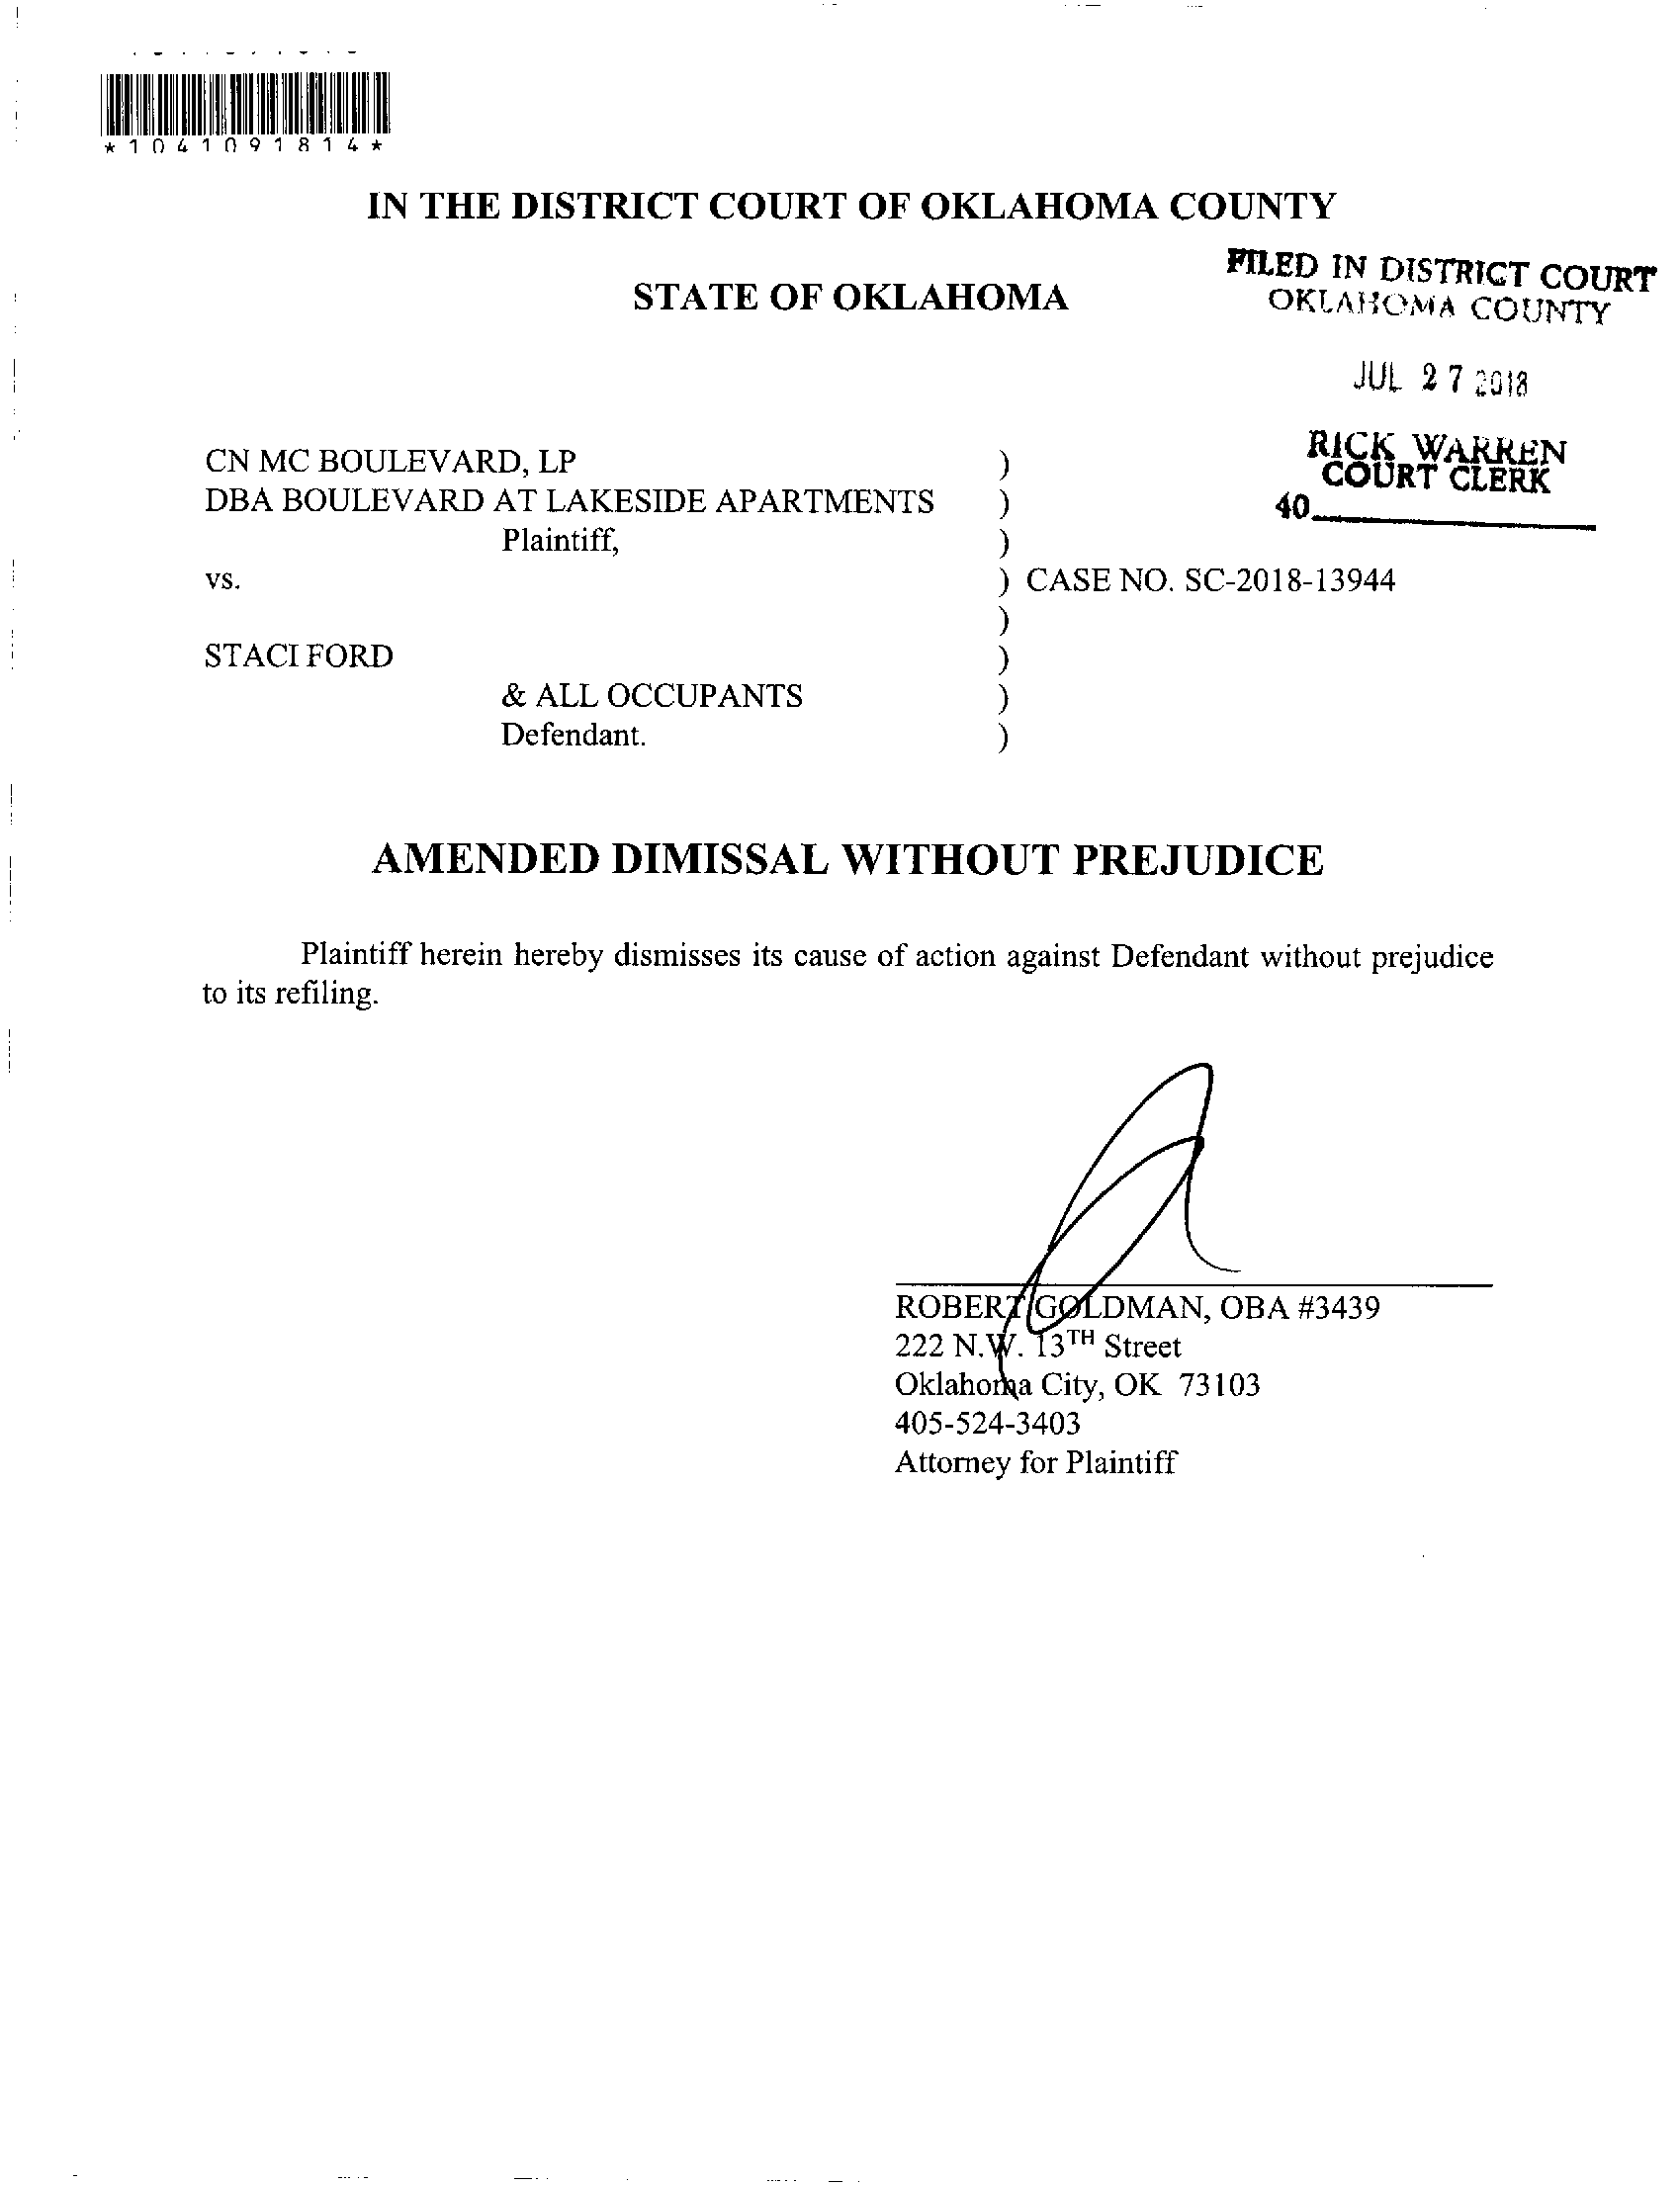 *1041091814*
IN THE DISTRICT COURT OF OKLAHOMA COUNTY
STATE OF OKLAHOMA
FILED IN DISTRICT COURT
OKLAHOMA COUNTY
JUL 27 2018
RICK WARREN
COURT CLERK
40
CN MC BOULEVARD, LP )
DBA BOULEVARD AT LAKESIDE APARTMENTS )
Plaintiff, )
vs. ) CASE NO. SC-2018-13944
)
STACI FORD )
& ALL OCCUPANTS )
Defendant. )
AMENDED DIMISSAL WITHOUT PREJUDICE
Plaintiff herein hereby dismisses its cause of action against Defendant without prejudice
to its refiling.
ROBERT GOLDMAN, OBA #3439
222 N.W. 13TH Street
Oklahoma City, OK 73103
405-524-3403
Attorney for Plaintiff